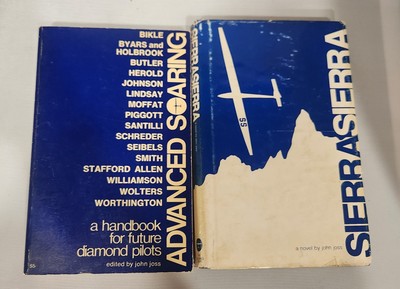 BIKLE
BYARS and
HOLBROOK
BUTLER
HEROLD
JOHNSON
LINDSAY
MOFFAT
PIGGOTT
SANTILLI
SCHREDER
SEIBELS
SMITH
STAFFORD ALLEN
WILLIAMSON
WOLTERS
WORTHINGTON
a handbook
for future
diamond pilots
edited by john joss
ADVANCED SOARING
SIERRASIERRA
SS
SIERRASIERRA
a novel by john joss